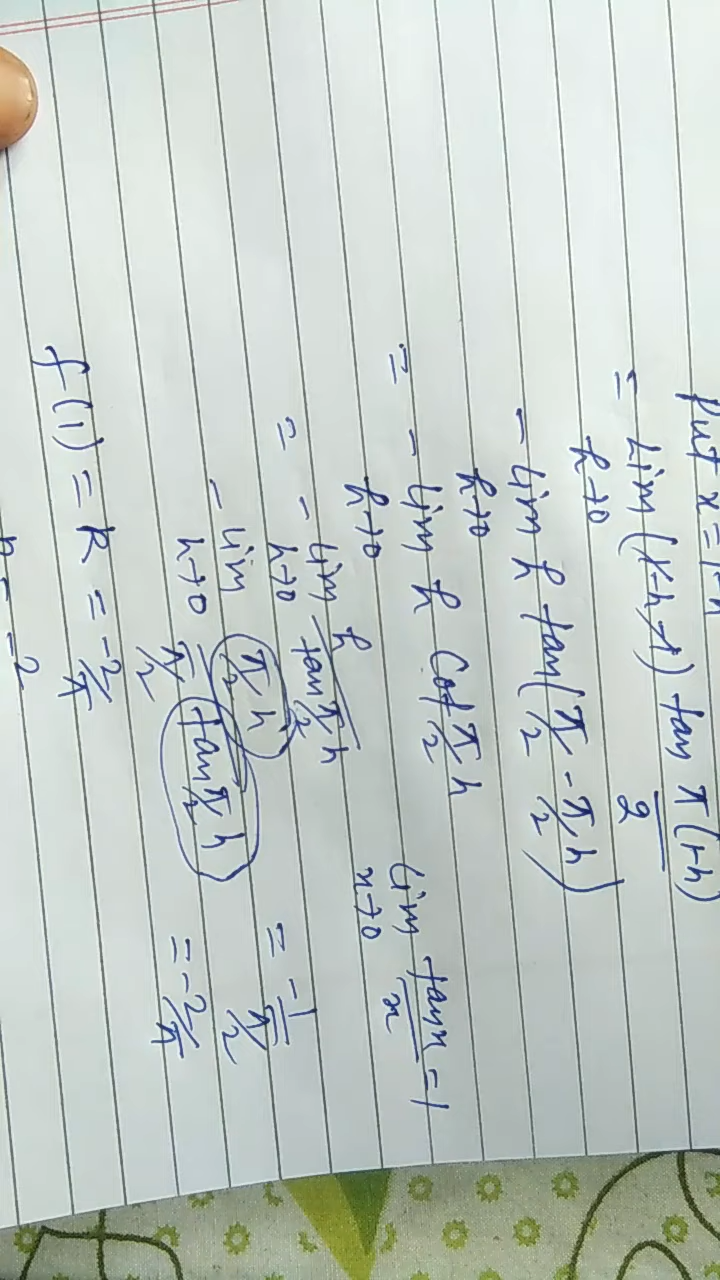 put x = 1-h
= Lim h→0 (1-h-1) tan π(1-h)/2
- Lim h→0 h tan(π/2 - π/2 h)
= - Lim h→0 h Cot π/2 h
lim x→0 tan x/x = 1
= - Lim h→0 h/tan π/2 h
- Lim h→0 π/2 h / π/2 tan π/2 h
= -1/π/2
= -2/π
f(1) = k = -2/π
= -2